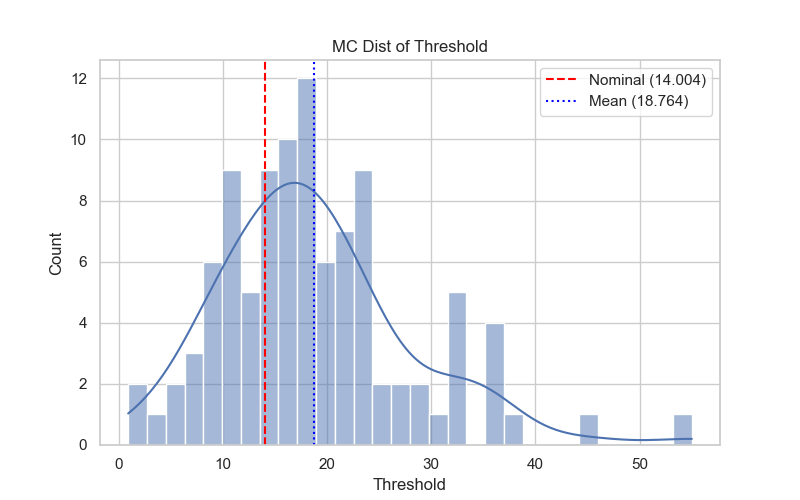 MC Dist of Threshold
Nominal (14.004)
Mean (18.764)
Count
12
10
8
6
4
2
0
0 10 20 30 40 50
Threshold